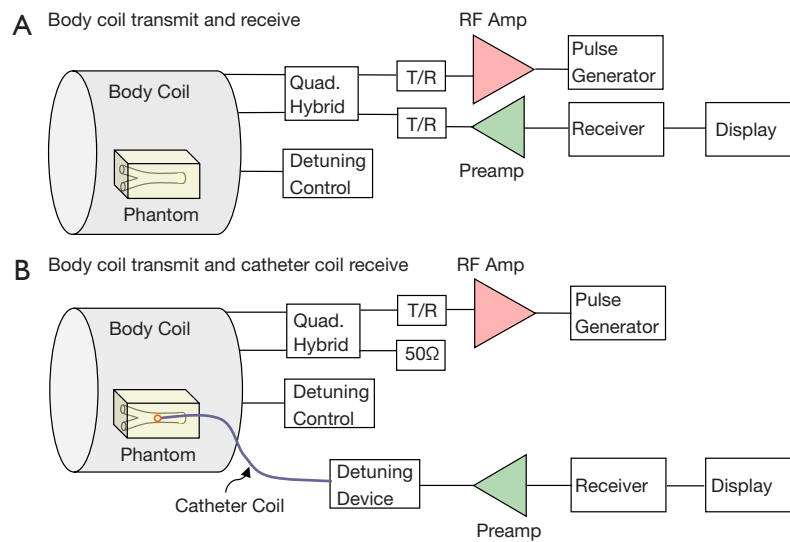 A Body coil transmit and receive
RF Amp
Body Coil
Quad.
Hybrid
T/R
Pulse
Generator
T/R
Preamp
Receiver
Display
Detuning
Control
Phantom
B Body coil transmit and catheter coil receive
RF Amp
Body Coil
Quad.
Hybrid
T/R
Pulse
Generator
50Ω
Detuning
Control
Phantom
Catheter Coil
Detuning
Device
Preamp
Receiver
Display